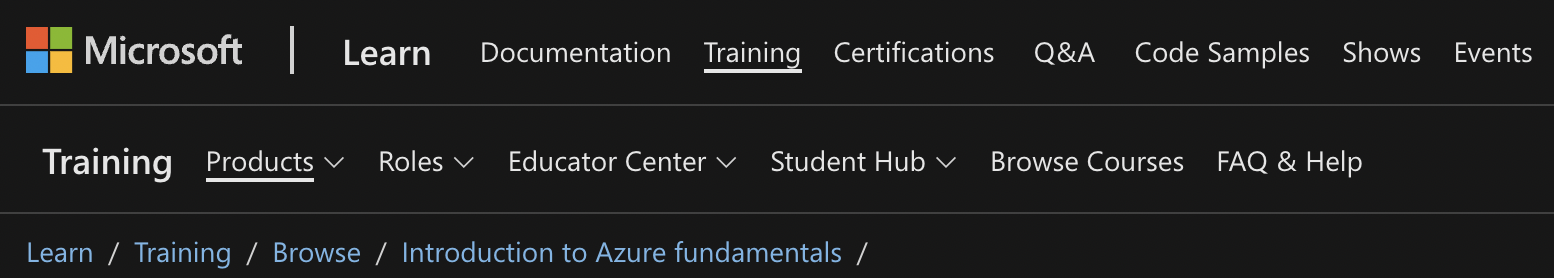 Microsoft | Learn Documentation Training Certifications Q&A Code Samples Shows Events
Training Products Roles Educator Center Student Hub Browse Courses FAQ & Help
Learn / Training / Browse / Introduction to Azure fundamentals /